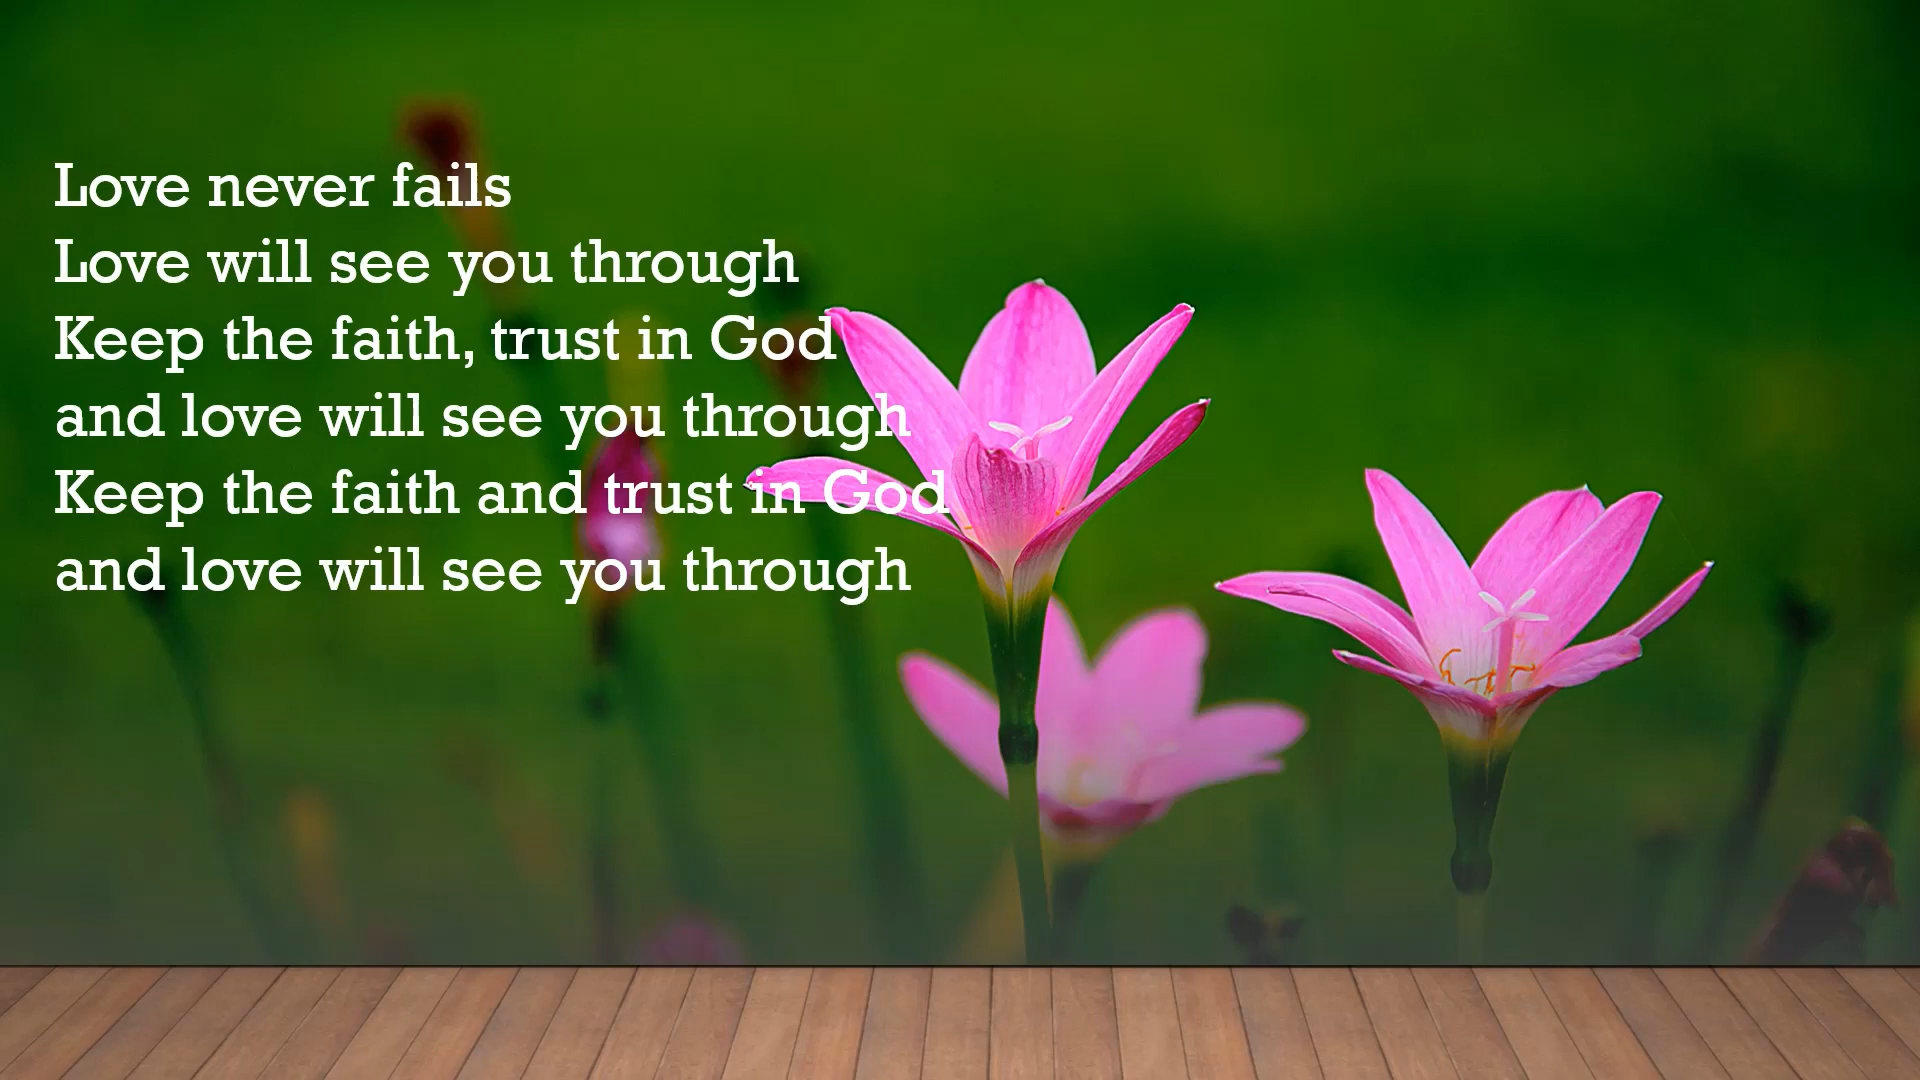 Love never fails
Love will see you through
Keep the faith, trust in God
and love will see you through
Keep the faith and trust in God
and love will see you through